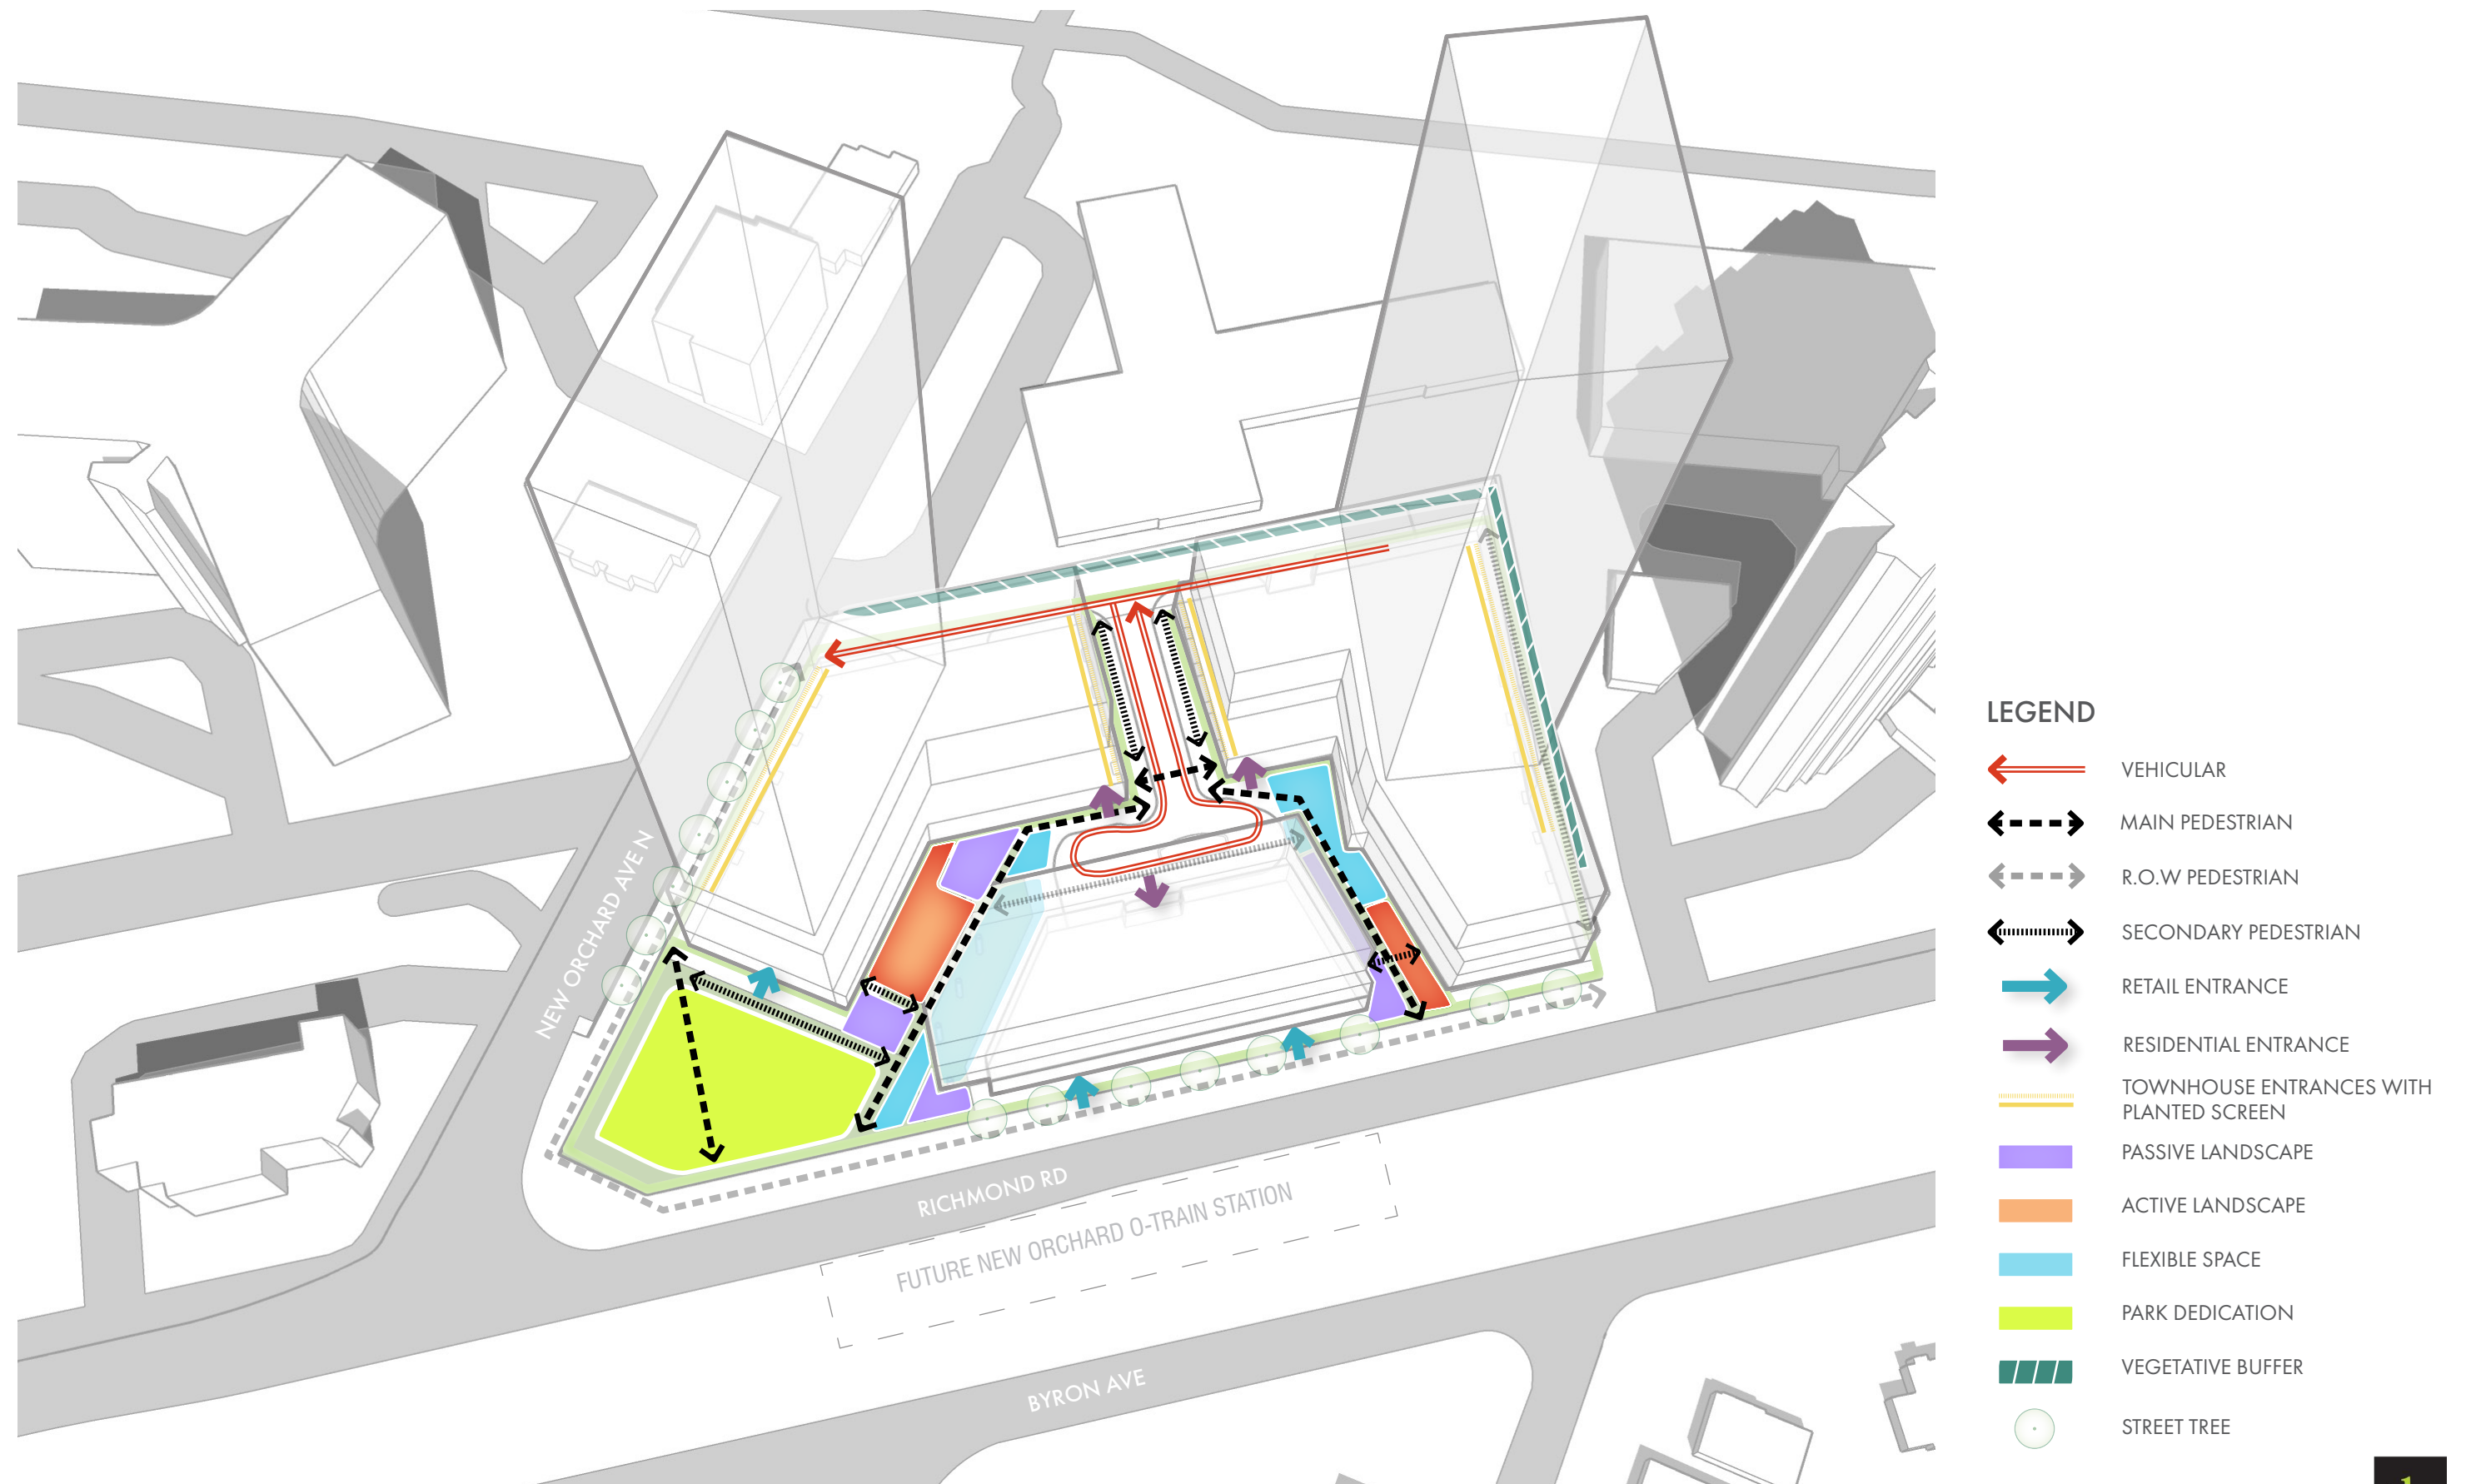 NEW ORCHARD AVE N
RICHMOND RD
FUTURE NEW ORCHARD O-TRAIN STATION
BYRON AVE
LEGEND
VEHICULAR
MAIN PEDESTRIAN
R.O.W PEDESTRIAN
SECONDARY PEDESTRIAN
RETAIL ENTRANCE
RESIDENTIAL ENTRANCE
TOWNHOUSE ENTRANCES WITH
PLANTED SCREEN
PASSIVE LANDSCAPE
ACTIVE LANDSCAPE
FLEXIBLE SPACE
PARK DEDICATION
VEGETATIVE BUFFER
STREET TREE